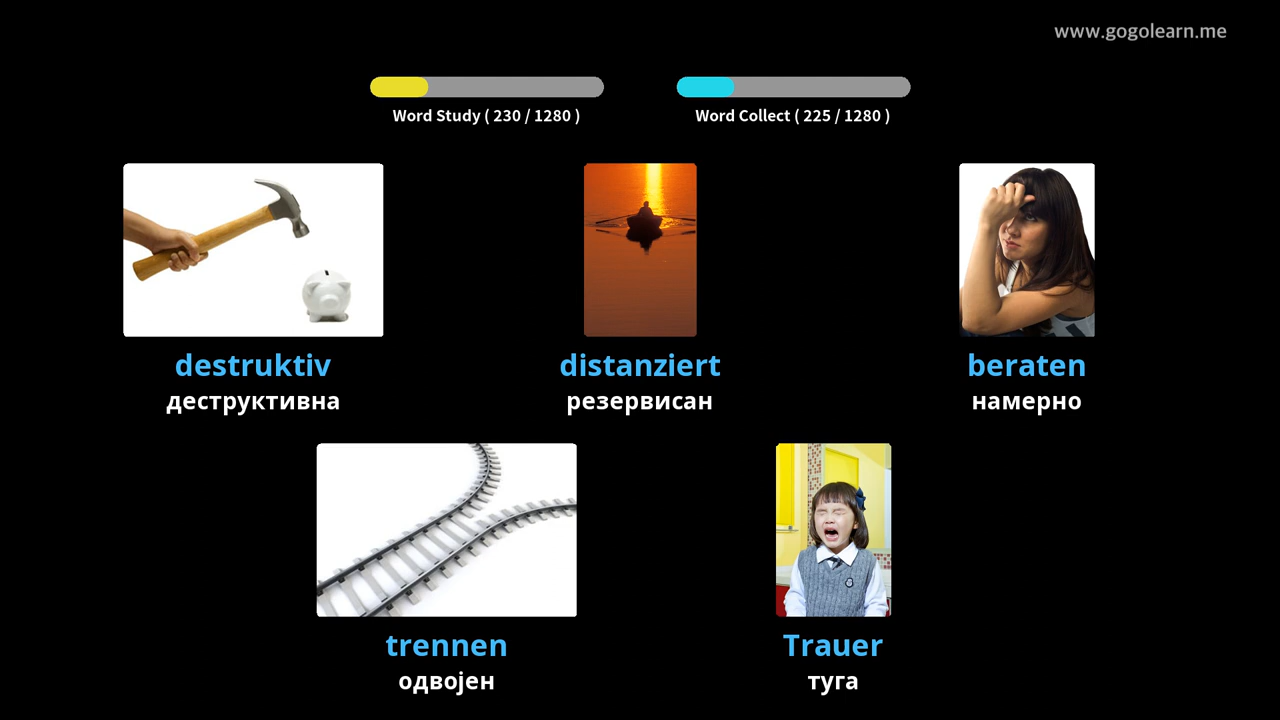 www.gogolearn.me
Word Study ( 230 / 1280 )
Word Collect ( 225 / 1280 )
destruktiv
деструктивна
distanziert
резервисан
beraten
намерно
trennen
одвојен
Trauer
туга